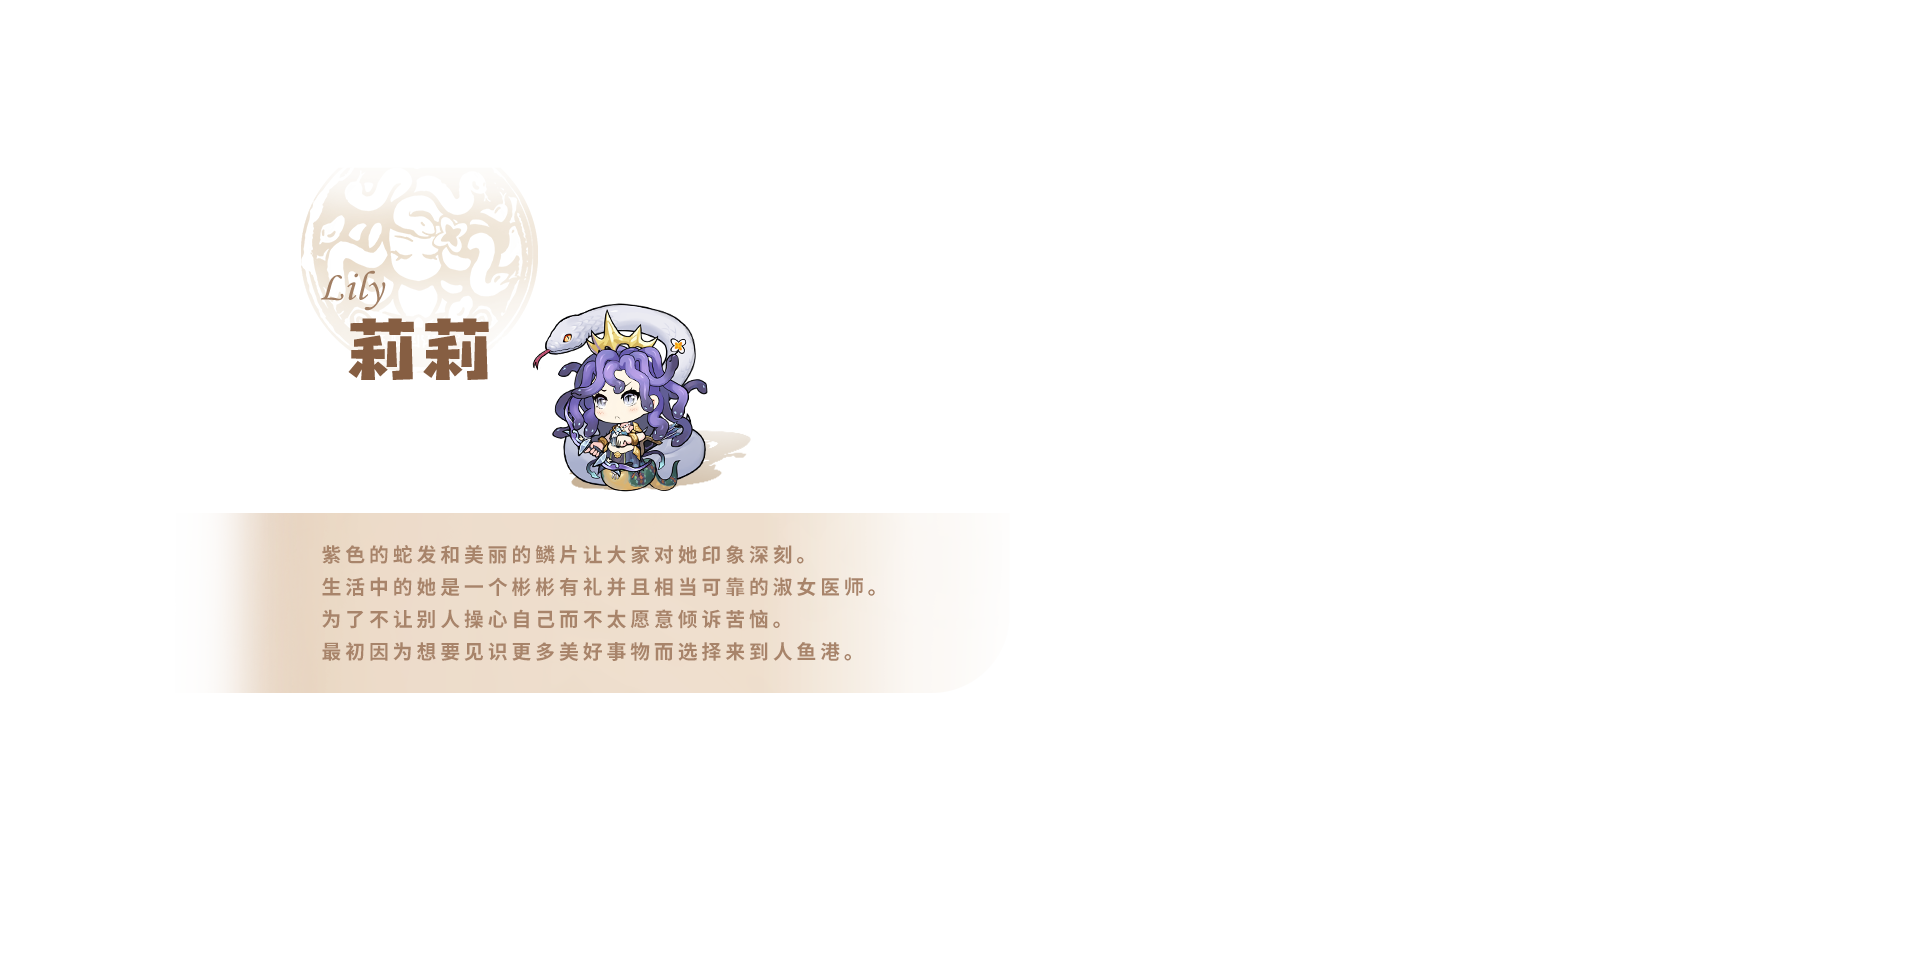 Lily
莉莉
紫色的蛇发和美丽的鳞片让大家对她印象深刻。
生活中的她是一个彬彬有礼并且相当可靠的淑女医师。
为了不让别人操心自己而不太愿意倾诉苦恼。
最初因为想要见识更多美好事物而选择来到人鱼港。